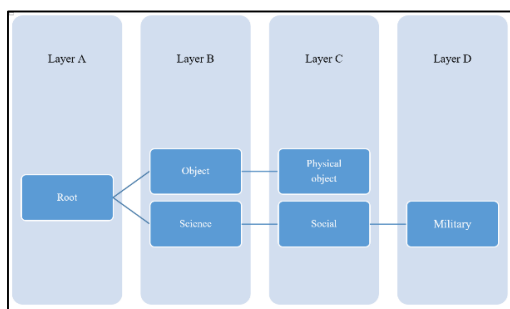 Layer A
Layer B
Layer C
Layer D
Root
Object
Physical
object
Science
Social
Military